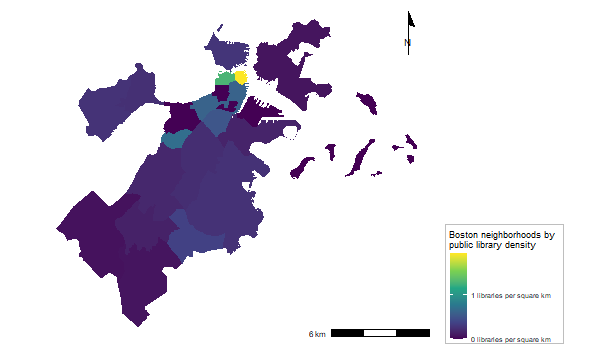 N
Boston neighborhoods by
public library density
1 libraries per square km
0 libraries per square km
6 km